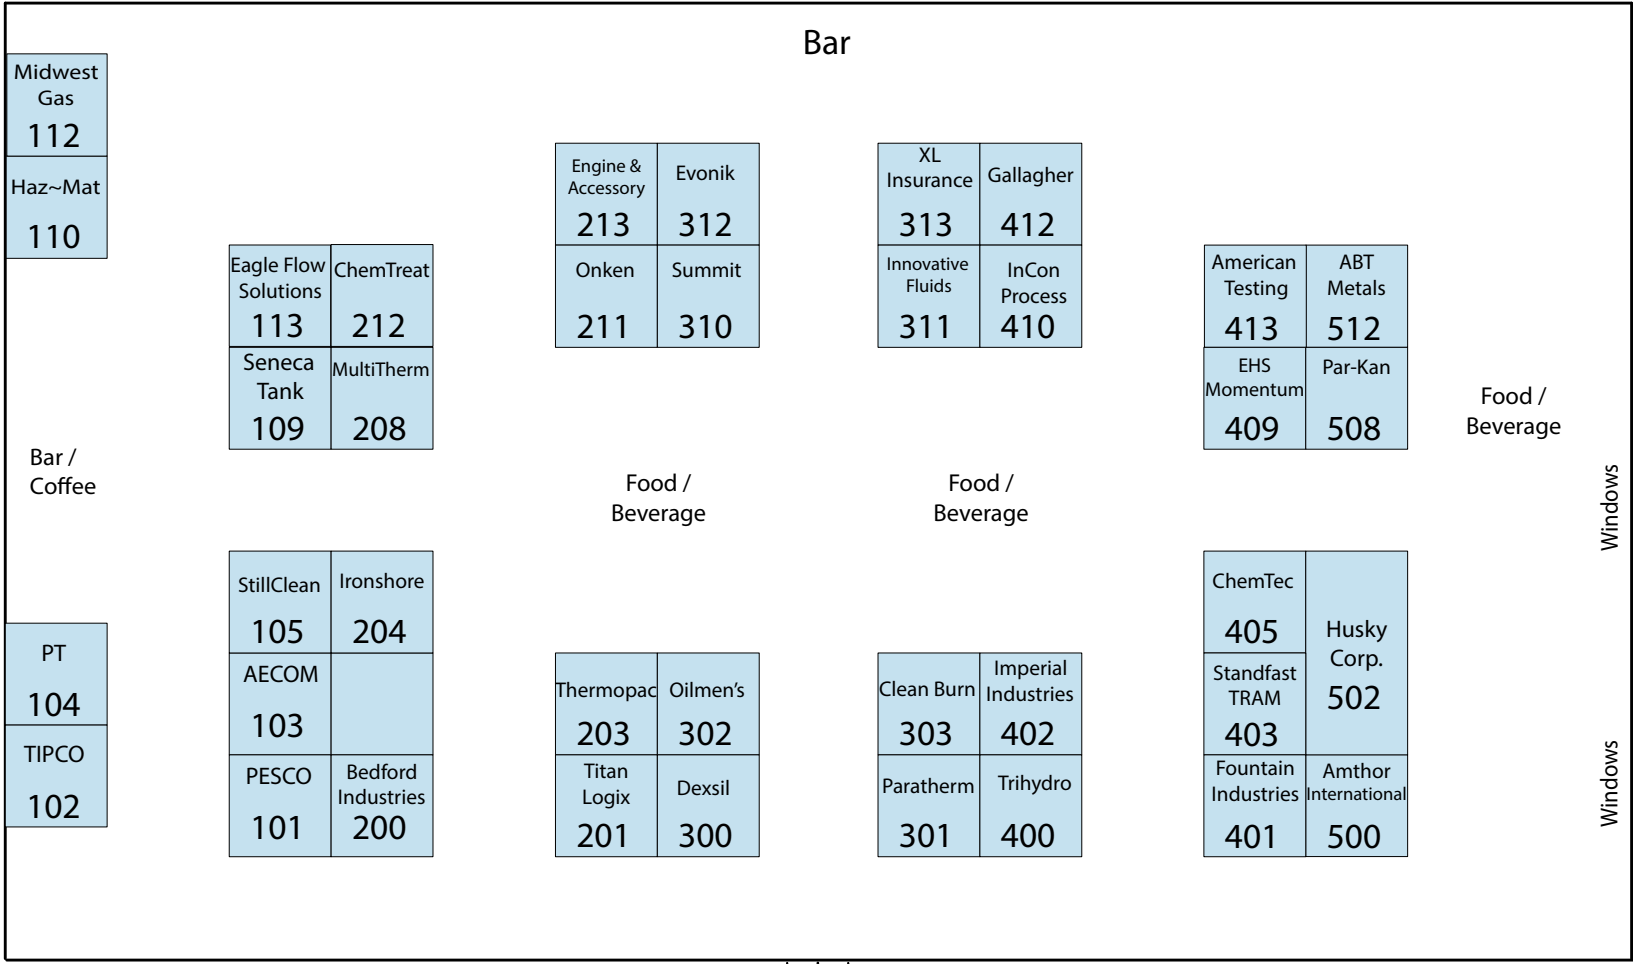 Bar
Midwest
Gas
112
Haz~Mat
110
Eagle Flow
Solutions
113
ChemTreat
212
Seneca
Tank
109
MultiTherm
208
Engine &
Accessory
213
Evonik
312
Onken
211
Summit
310
XL
Insurance
313
Gallagher
412
Innovative
Fluids
311
InCon
Process
410
American
Testing
413
ABT
Metals
512
EHS
Momentum
409
Par-Kan
508
Food /
Beverage
Bar /
Coffee
Food /
Beverage
Food /
Beverage
Windows
PT
104
TIPCO
102
StillClean
105
Ironshore
204
AECOM
103
PESCO
101
Bedford
Industries
200
Thermopac
203
Oilmen's
302
Titan
Logix
201
Dexsil
300
Clean Burn
303
Imperial
Industries
402
Paratherm
301
Trihydro
400
ChemTec
405
Husky
Corp.
502
Standfast
TRAM
403
Fountain
Industries
401
Amthor
International
500
Windows